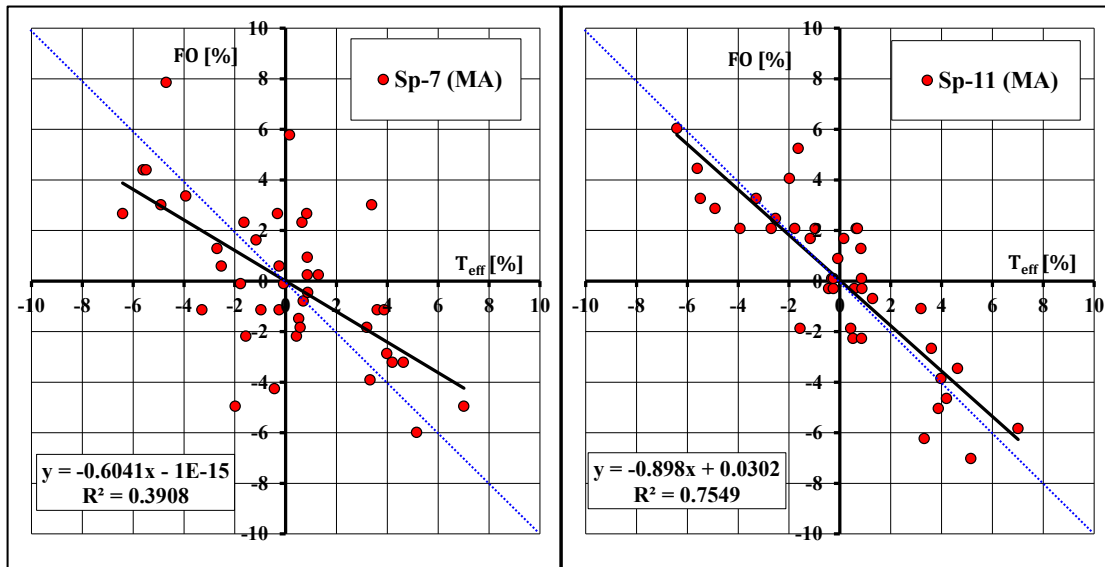 10
FO [%]
8
Sp-7 (MA)
6
4
2
T_eff [%]
0
-10 -8 -6 -4 -2 0 2 4 6 8 10
-2
-4
-6
y = -0.6041x - 1E-15
R² = 0.3908
-8
-10
10
FO [%]
8
Sp-11 (MA)
6
4
2
T_eff [%]
0
-10 -8 -6 -4 -2 0 2 4 6 8 10
-2
-4
-6
y = -0.898x + 0.0302
R² = 0.7549
-8
-10